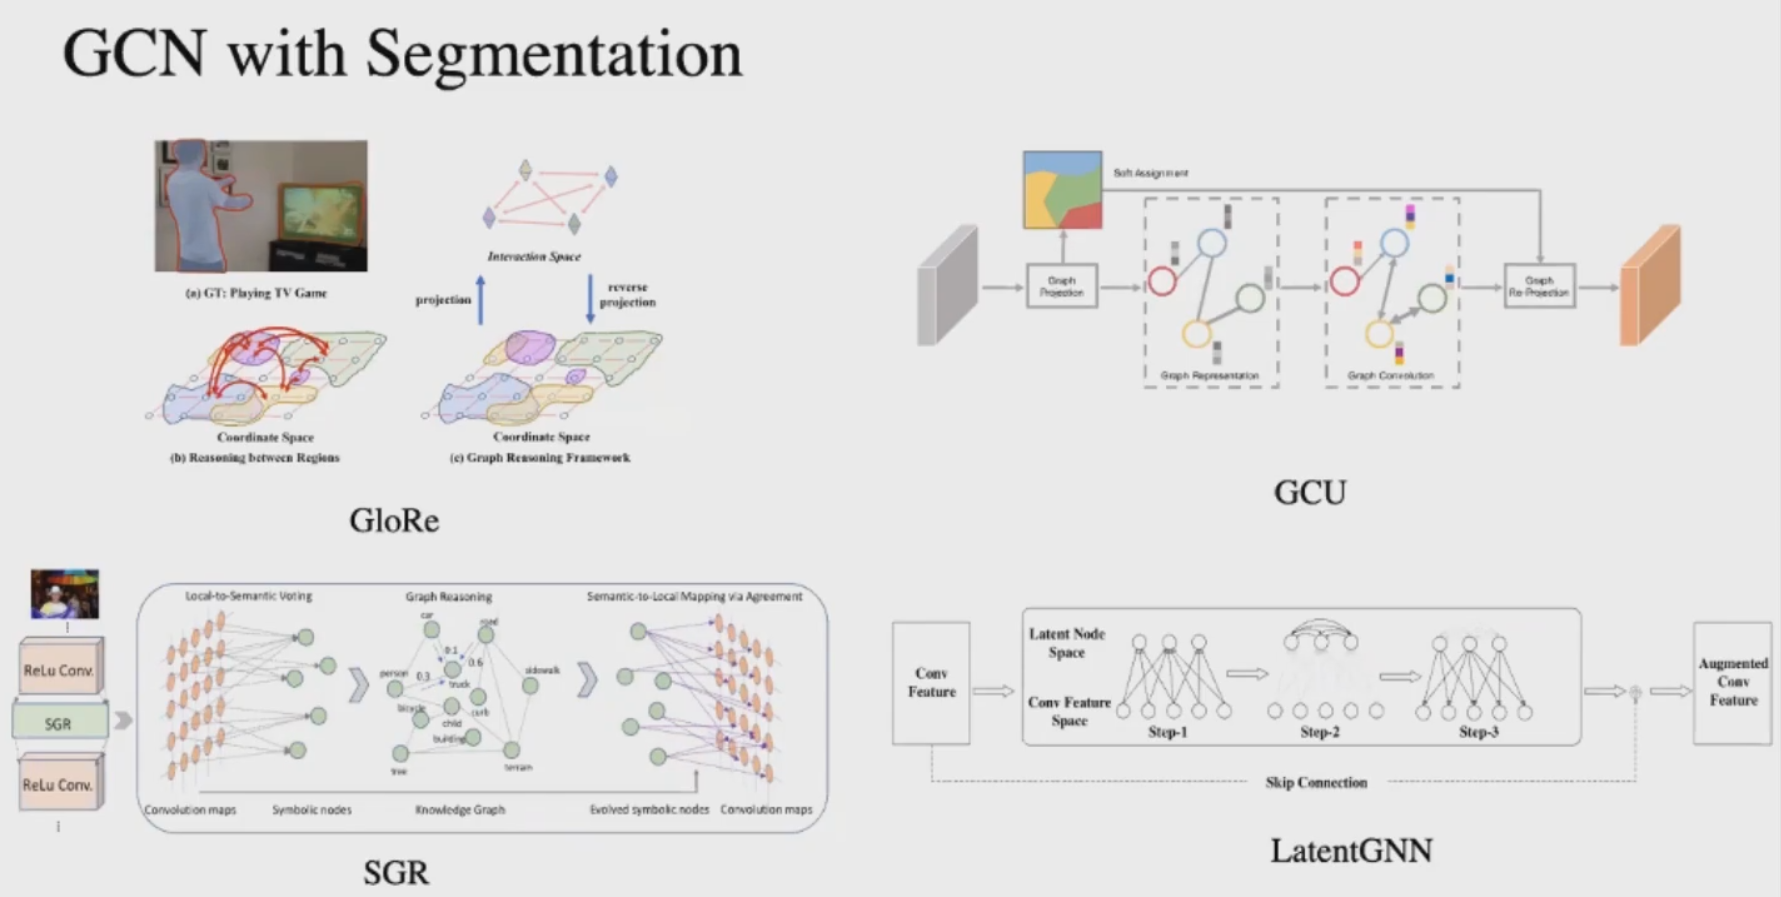 GCN with Segmentation
(a) GT: Playing TV Game
Interaction Space
projection
reverse
projection
Coordinate Space
(b) Reasoning between Regions
Coordinate Space
(c) Graph Reasoning Framework
GloRe
Soft Assignment
Graph
Projection
Graph Representation
Graph Convolution
Graph
Re-Projection
GCU
ReLu Conv.
SGR
ReLu Conv.
Local-to-Semantic Voting
Graph Reasoning
Semantic-to-Local Mapping via Agreement
car
road
0.1
0.6
person
0.3
truck
sidewalk
bicycle
child
curb
building
tree
terrain
Convolution maps
Symbolic nodes
Knowledge Graph
Evolved symbolic nodes
Convolution maps
SGR
Conv
Feature
Latent Node
Space
Conv Feature
Space
Step-1
Step-2
Step-3
Skip Connection
Augmented
Conv
Feature
LatentGNN